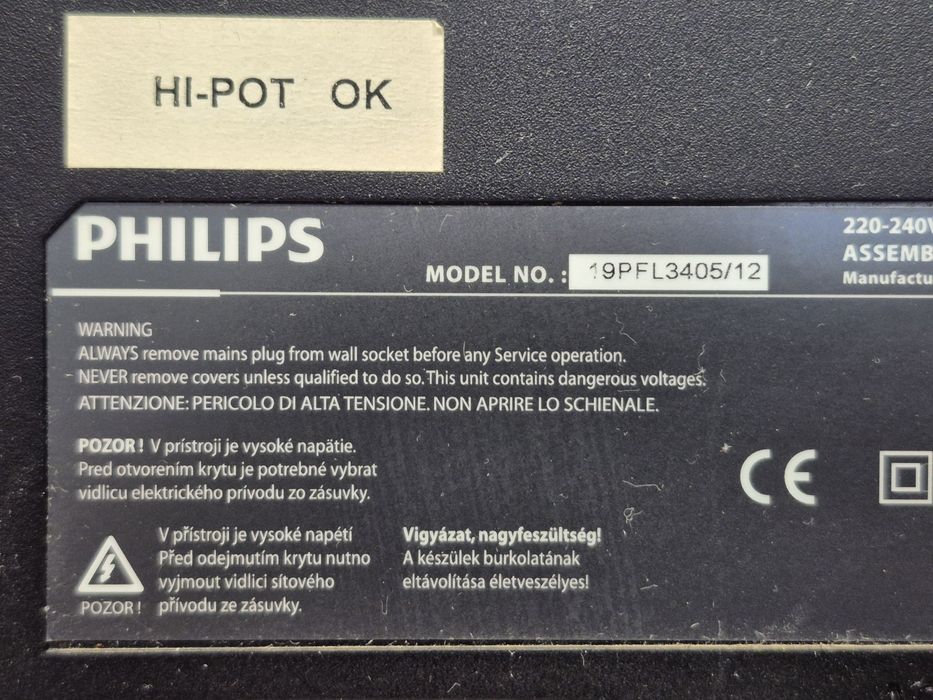 HI-POT OK
PHILIPS
MODEL NO. : 19PFL3405/12
220-240V
ASSEMB
Manufactu
WARNING
ALWAYS remove mains plug from wall socket before any Service operation.
NEVER remove covers unless qualified to do so. This unit contains dangerous voltages.
ATTENZIONE: PERICOLO DI ALTA TENSIONE. NON APRIRE LO SCHIENALE.
POZOR! V prístroji je vysoké napätie.
Pred otvorením krytu je potrebné vybrat
vidlicu elektrického prívodu zo zásuvky.
CE
V přístroji je vysoké napétí
Před odejmutím krytu nutno
vyjmout vidlici sítového
přívodu ze zásuvky.
POZOR!
Vigyázat, nagyfeszültség!
A készülek burkolatának
eltávolítása életveszélyes!